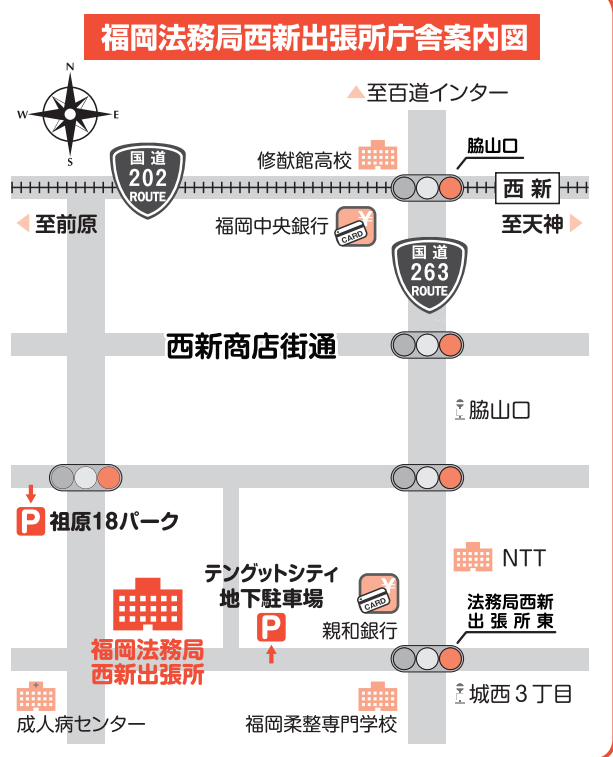 福岡法務局西新出張所庁舎案内図
N
W
E
S
至百道インター
国道
202
ROUTE
修猷館高校
脇山口
西新
至前原
福岡中央銀行
¥
CARD
至天神
国道
263
ROUTE
西新商店街通
脇山口
P 祖原18パーク
テングットシティ
地下駐車場
P
¥
CARD
親和銀行
NTT
法務局西新
出張所東
福岡法務局
西新出張所
成人病センター
福岡柔整専門学校
城西3丁目